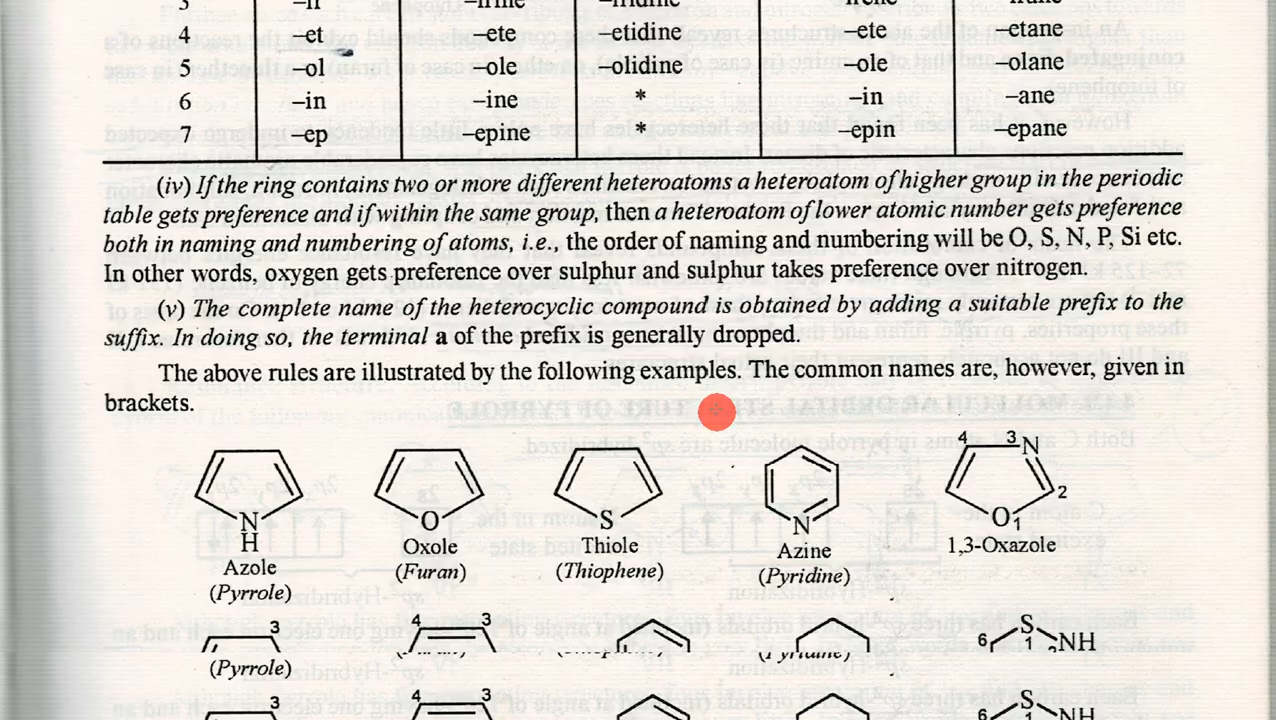 4 –et –ete –etidine –ete –etane
5 –ol –ole –olidine –ole –olane
6 –in –ine * –in –ane
7 –ep –epine * –epin –epane
(iv) If the ring contains two or more different heteroatoms a heteroatom of higher group in the periodic
table gets preference and if within the same group, then a heteroatom of lower atomic number gets preference
both in naming and numbering of atoms, i.e., the order of naming and numbering will be O, S, N, P, Si etc.
In other words, oxygen gets preference over sulphur and sulphur takes preference over nitrogen.
(v) The complete name of the heterocyclic compound is obtained by adding a suitable prefix to the
suffix. In doing so, the terminal a of the prefix is generally dropped.
The above rules are illustrated by the following examples. The common names are, however, given in
brackets.
4 3 N
2
N H O S N O 1
Azole Oxole Thiole Azine 1,3-Oxazole
(Pyrrole) (Furan) (Thiophene) (Pyridine)
3 4 3 6 S 1 NH
(Pyrrole)
3 4 3 6 S 1 NH